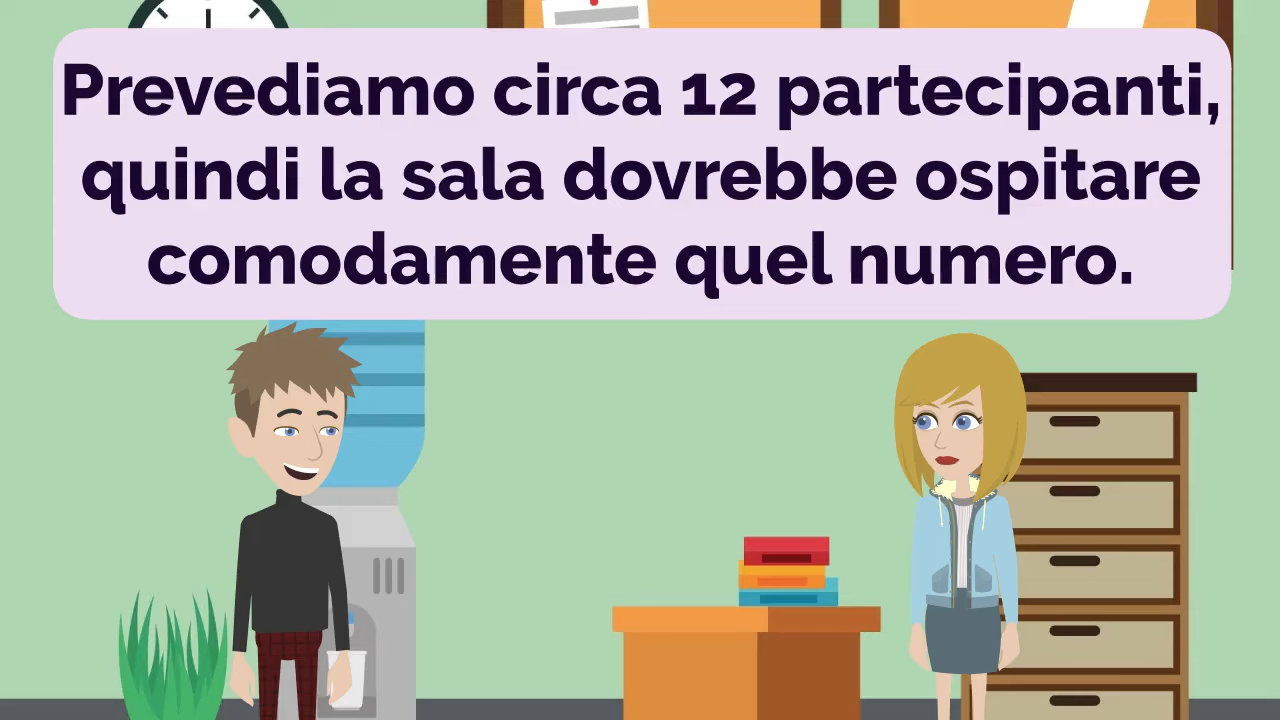 Prevediamo circa 12 partecipanti,
quindi la sala dovrebbe ospitare
comodamente quel numero.